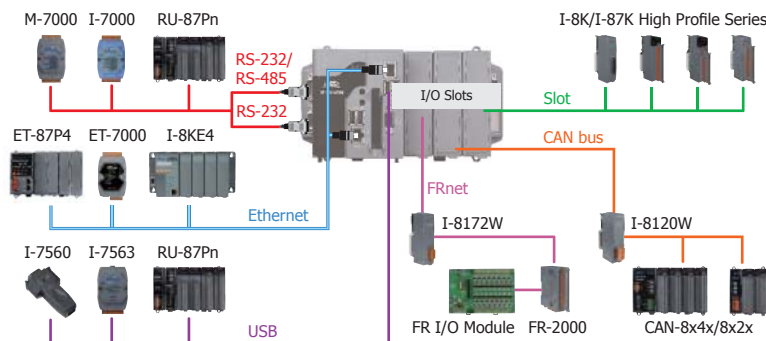 M-7000 I-7000 RU-87Pn
I-8K/I-87K High Profile Series
RS-232/
RS-485
RS-232
I/O Slots
Slot
CAN bus
ET-87P4 ET-7000 I-8KE4
Ethernet
FRnet
I-8172W
I-8120W
I-7560 I-7563 RU-87Pn
USB
FR I/O Module FR-2000
CAN-8x4x/8x2x